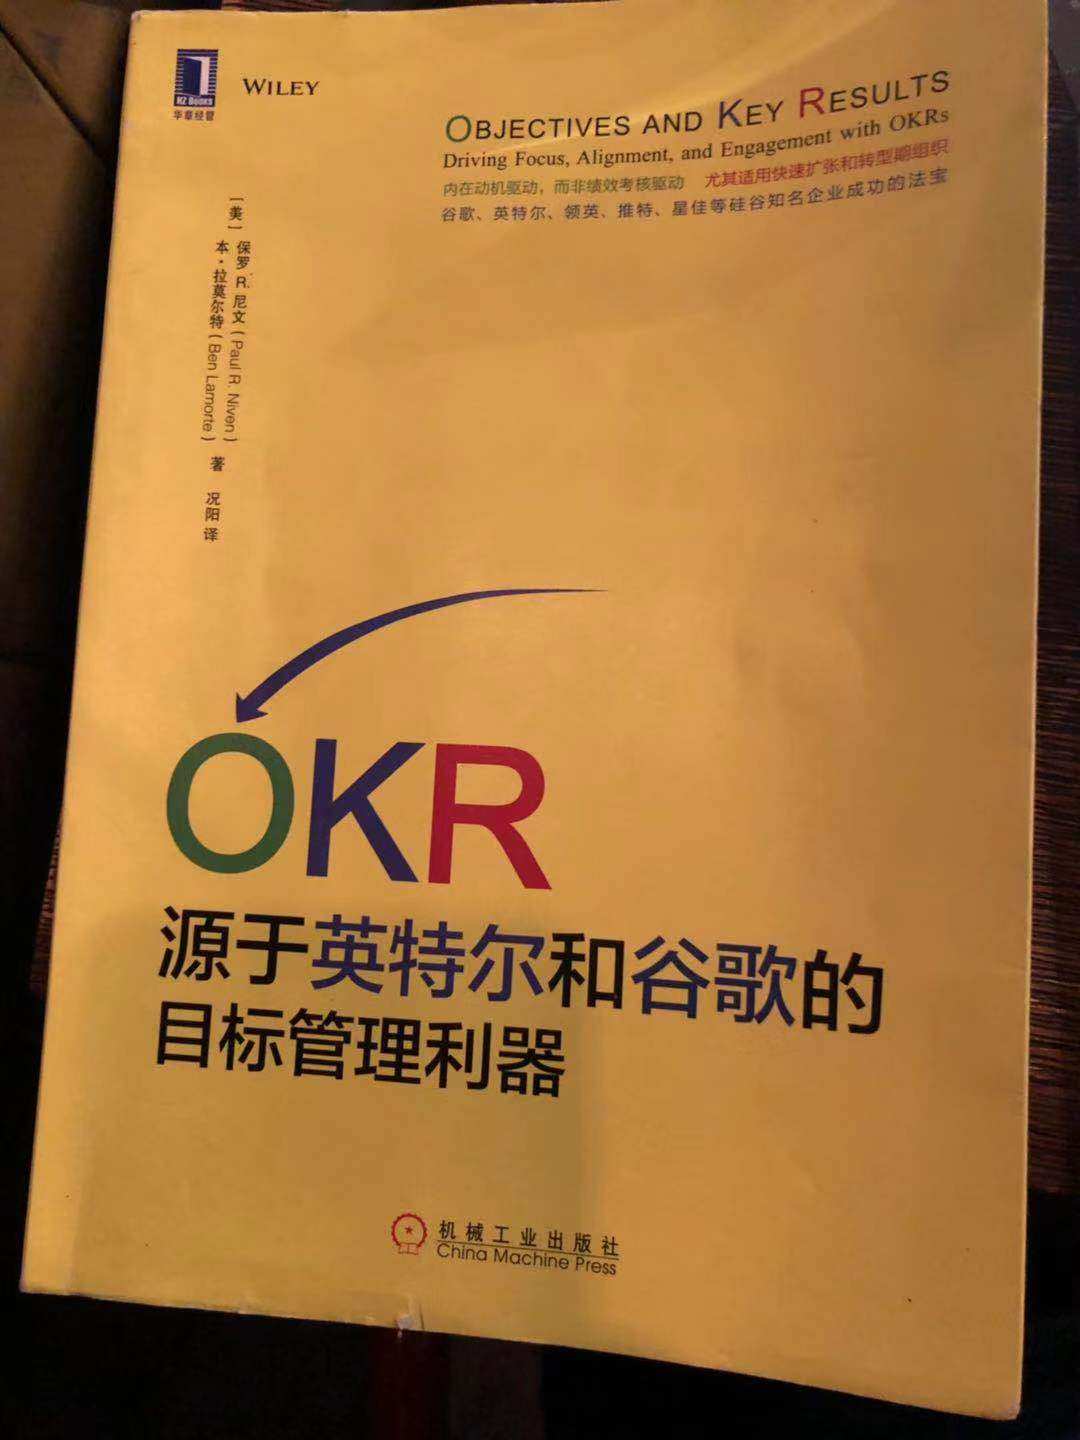 HZ Books
华章经管
WILEY
OBJECTIVES AND KEY RESULTS
Driving Focus, Alignment, and Engagement with OKRs
内在动机驱动，而非绩效考核驱动 尤其适用快速扩张和转型期组织
谷歌、英特尔、领英、推特、星佳等硅谷知名企业成功的法宝
[美]
保罗 R. 尼文（Paul R. Niven）
本·拉莫尔特（Ben Lamorte）
著
况阳 译
OKR
源于英特尔和谷歌的
目标管理利器
机械工业出版社
China Machine Press